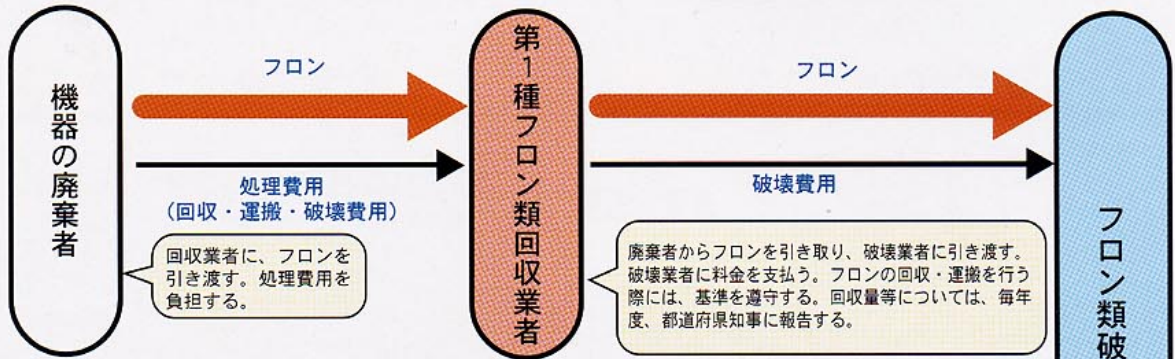 機器の廃棄者
フロン
処理費用
（回収・運搬・破壊費用）
回収業者に、フロンを
引き渡す。処理費用を
負担する。
第1種フロン類回収業者
フロン
破壊費用
廃棄者からフロンを引き取り、破壊業者に引き渡す。
破壊業者に料金を支払う。フロンの回収・運搬を行う
際には、基準を遵守する。回収量等については、毎年
度、都道府県知事に報告する。
フロン類破